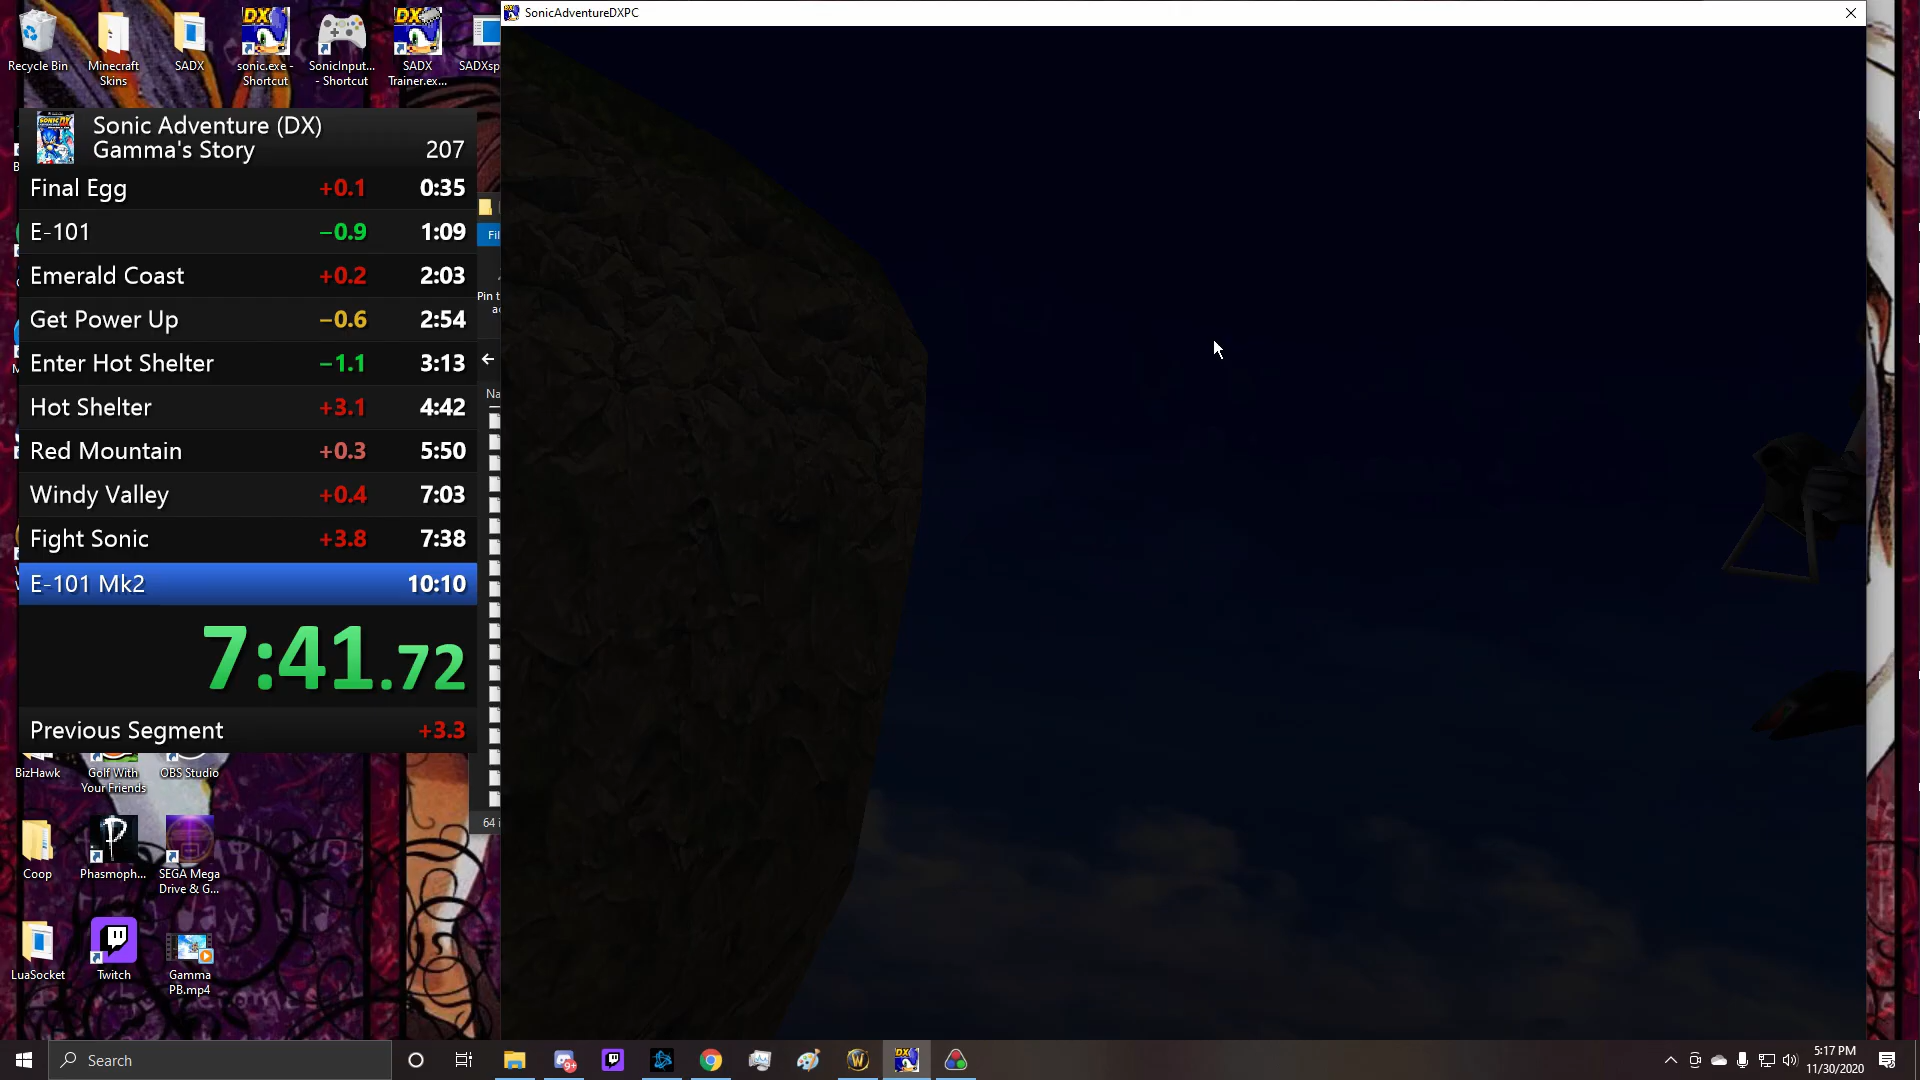 SonicAdventureDXPC
Recycle Bin
Minecraft
Skins
SADX
sonic.exe -
Shortcut
SonicInput...
- Shortcut
SADX
Trainer.ex...
SADXsp
Sonic Adventure (DX)
Gamma's Story 207
Final Egg +0.1 0:35
E-101 −0.9 1:09
Emerald Coast +0.2 2:03
Get Power Up −0.6 2:54
Enter Hot Shelter −1.1 3:13
Hot Shelter +3.1 4:42
Red Mountain +0.3 5:50
Windy Valley +0.4 7:03
Fight Sonic +3.8 7:38
E-101 Mk2 10:10
7:41.72
Previous Segment +3.3
Fil
Pin t
Na
64 i
BizHawk
Golf With
Your Friends
OBS Studio
Coop
Phasmoph...
SEGA Mega
Drive & G...
LuaSocket
Twitch
Gamma
PB.mp4
Search
5:17 PM
11/30/2020